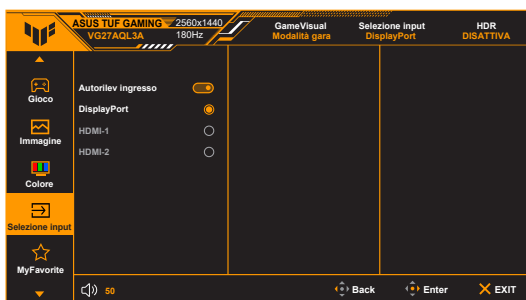 ASUS TUF GAMING 2560x1440
VG27AQL3A 180Hz
GameVisual
Modalità gara
Selezione input
DisplayPort
HDR
DISATTIVA
Gioco
Immagine
Colore
Selezione input
MyFavorite
Autorilev ingresso
DisplayPort
HDMI-1
HDMI-2
50
Back
Enter
EXIT